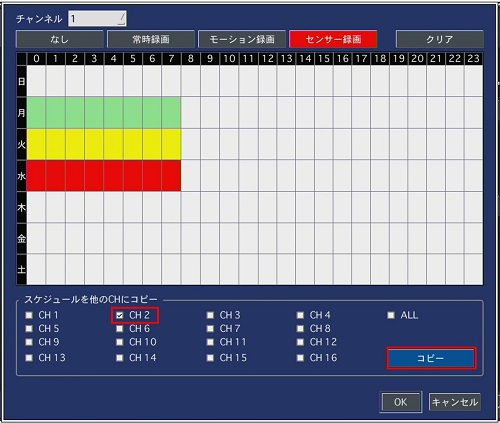 チャンネル 1
なし 常時録画 モーション録画 センサー録画 クリア
0 1 2 3 4 5 6 7 8 9 10 11 12 13 14 15 16 17 18 19 20 21 22 23
日
月
火
水
木
金
土
スケジュールを他のCHにコピー
CH 1 CH 2 CH 3 CH 4 ALL
CH 5 CH 6 CH 7 CH 8
CH 9 CH 10 CH 11 CH 12
CH 13 CH 14 CH 15 CH 16 コピー
OK キャンセル